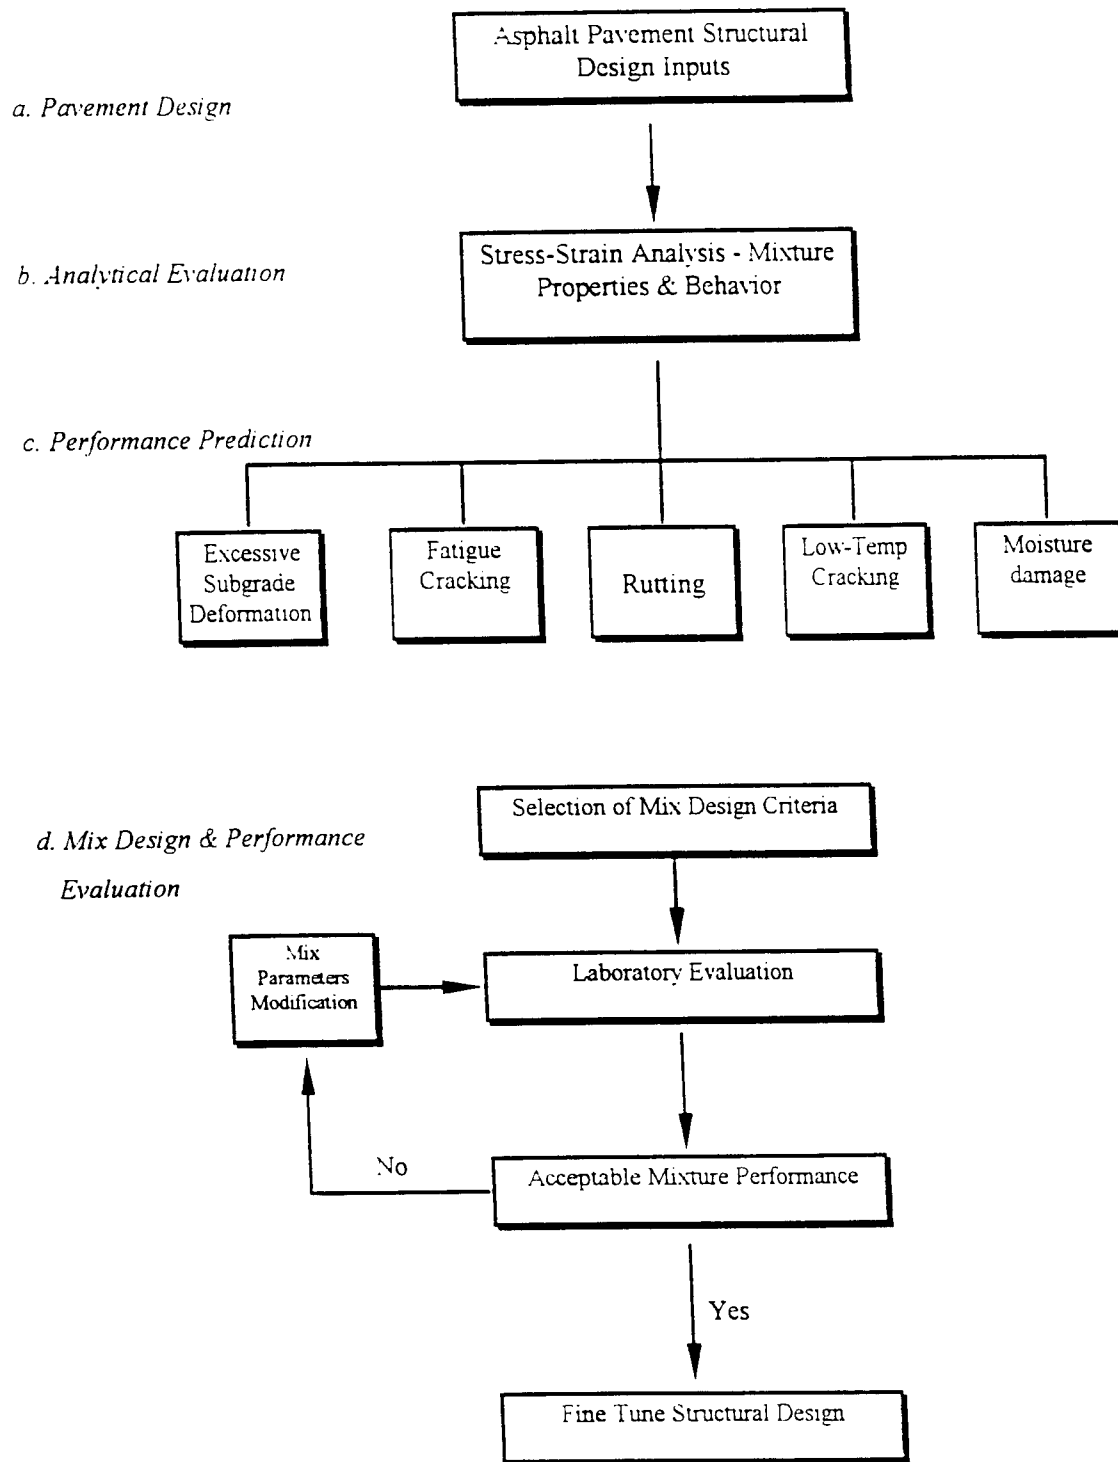 Asphalt Pavement Structural
Design Inputs
a. Pavement Design
Stress-Strain Analysis - Mixture
Properties & Behavior
b. Analytical Evaluation
c. Performance Prediction
Excessive
Subgrade
Deformation
Fatigue
Cracking
Rutting
Low-Temp
Cracking
Moisture
damage
Selection of Mix Design Criteria
d. Mix Design & Performance
Evaluation
Mix
Parameters
Modification
Laboratory Evaluation
No
Acceptable Mixture Performance
Yes
Fine Tune Structural Design